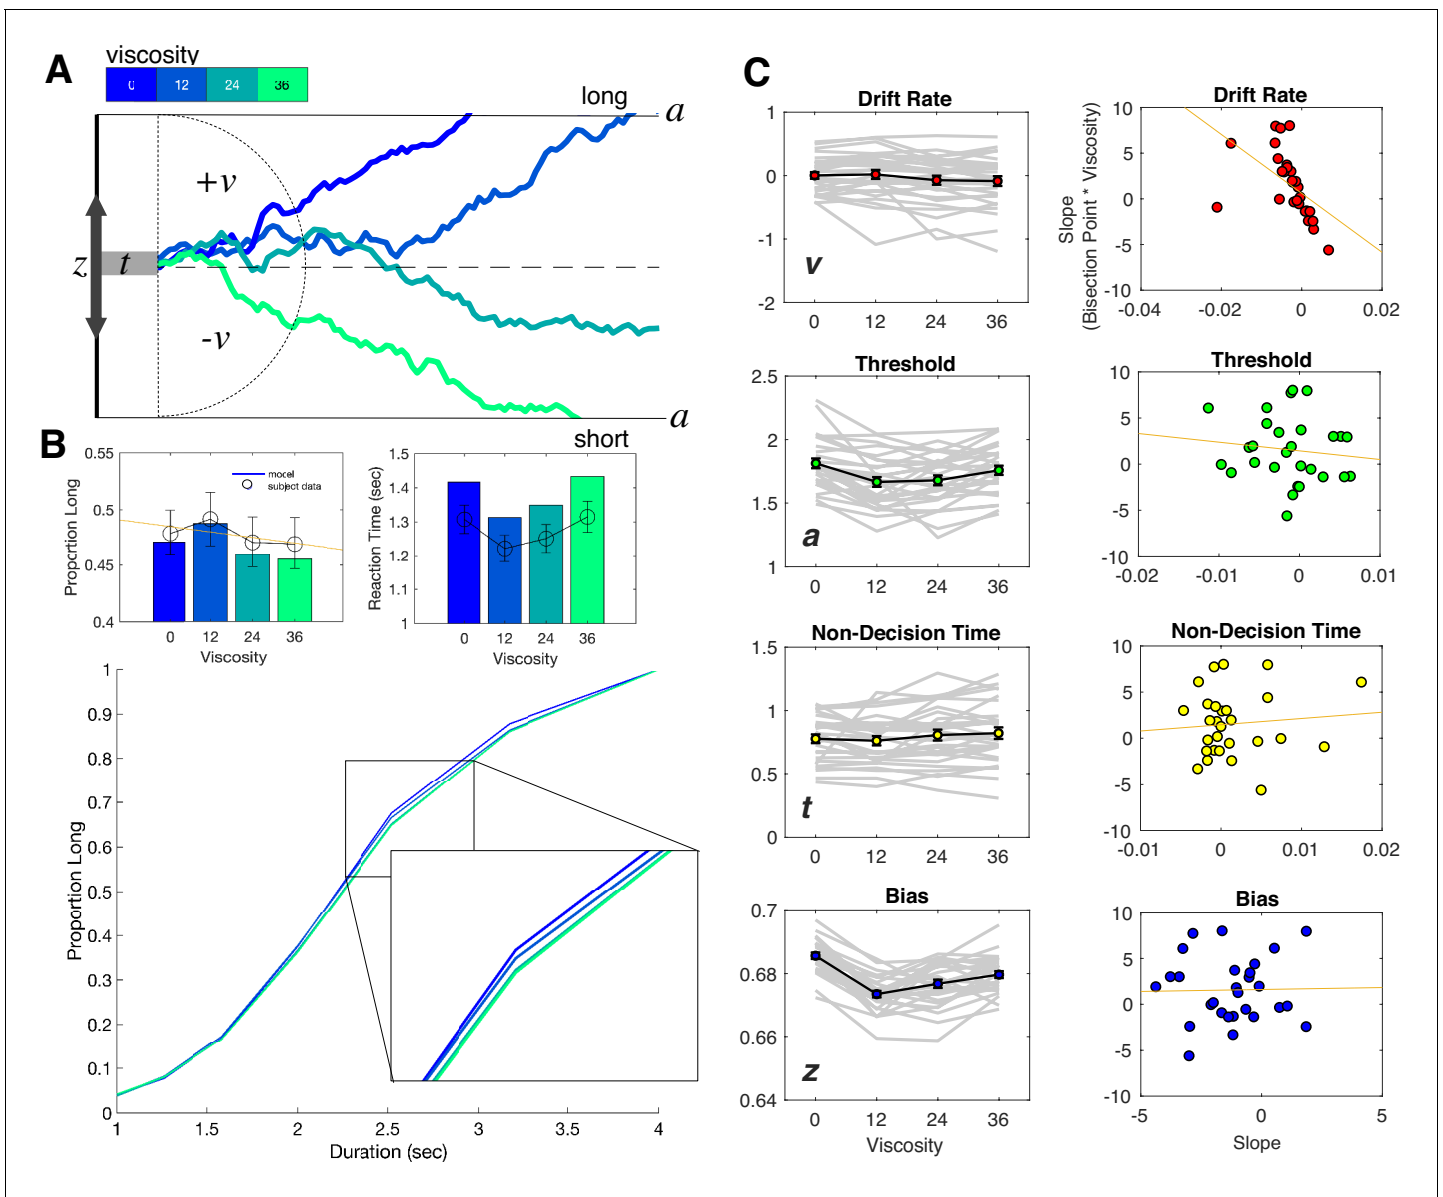 A
viscosity
0 12 24 36
long
a
+v
z
t
-v
a
short
B
0.55
0.5
0.45
0.4
Proportion Long
model
subject data
0 12 24 36
Viscosity
1.5
1.4
1.3
1.2
1.1
1
Reaction Time (sec)
0 12 24 36
Viscosity
1
0.9
0.8
0.7
0.6
0.5
0.4
0.3
0.2
0.1
0
Proportion Long
1 1.5 2 2.5 3 3.5 4
Duration (sec)
C
Drift Rate
1
0
-1
-2
v
0 12 24 36
Drift Rate
Slope
(Bisection Point * Viscosity)
10
5
0
-5
-10
-0.04 -0.02 0 0.02
Threshold
2.5
2
1.5
1
a
0 12 24 36
Threshold
10
5
0
-5
-10
-0.02 -0.01 0 0.01
Non-Decision Time
1.5
1
0.5
0
t
0 12 24 36
Non-Decision Time
10
5
0
-5
-10
-0.01 0 0.01 0.02
Bias
0.7
0.68
0.66
0.64
z
0 12 24 36
Viscosity
Bias
10
5
0
-5
-10
-5 0 5
Slope